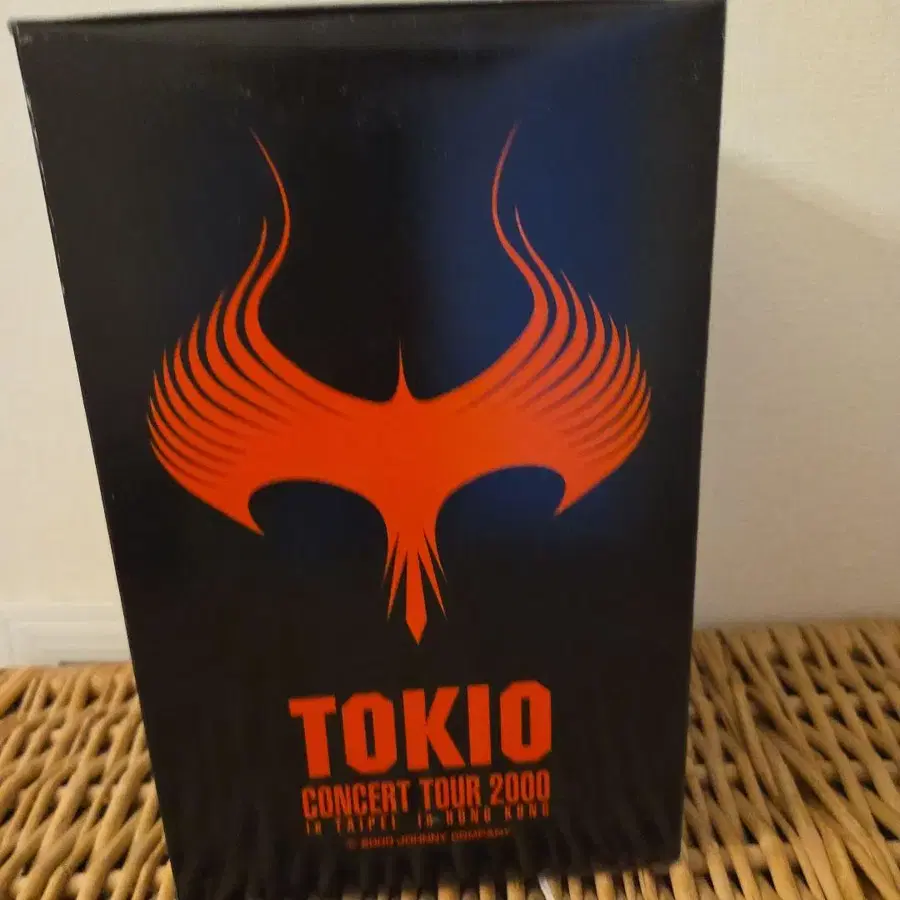 TOKIO
CONCERT TOUR 2000
in TAIPEI in HONG KONG
© 2000 JOHNNY COMPANY